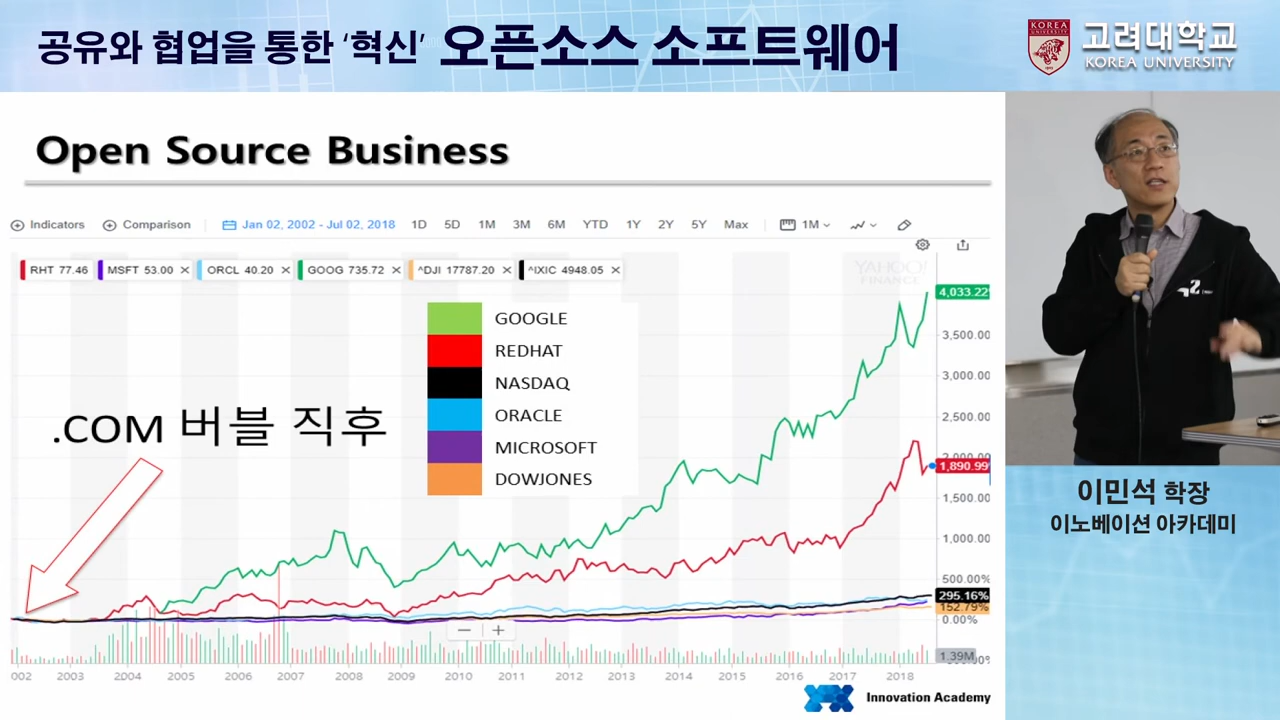 공유와 협업을 통한 ‘혁신’ 오픈소스 소프트웨어
KOREA UNIVERSITY
고려대학교
KOREA UNIVERSITY
Open Source Business
Indicators Comparison Jan 02, 2002 - Jul 02, 2018 1D 5D 1M 3M 6M YTD 1Y 2Y 5Y Max 1M
RHT 77.46 MSFT 53.00 ORCL 40.20 GOOG 735.72 ^DJI 17787.20 ^IXIC 4948.05
YAHOO!
FINANCE
4,033.22
GOOGLE
REDHAT
NASDAQ
ORACLE
MICROSOFT
DOWJONES
.COM 버블 직후
3,500.00
3,000.00
2,500.00
1,890.99
1,500.00
1,000.00
500.00%
295.16%
152.79%
0.00%
1.39M
002 2003 2004 2005 2006 2007 2008 2009 2010 2011 2012 2013 2014 2015 2016 2017 2018
Innovation Academy
이민석 학장
이노베이션 아카데미